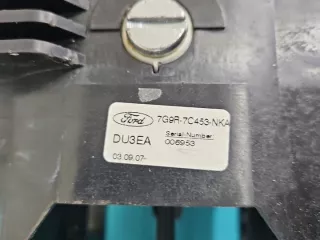 Ford 7G9R-7C453-NKA
DU3EA Serial-Number
006953
03.09.07-